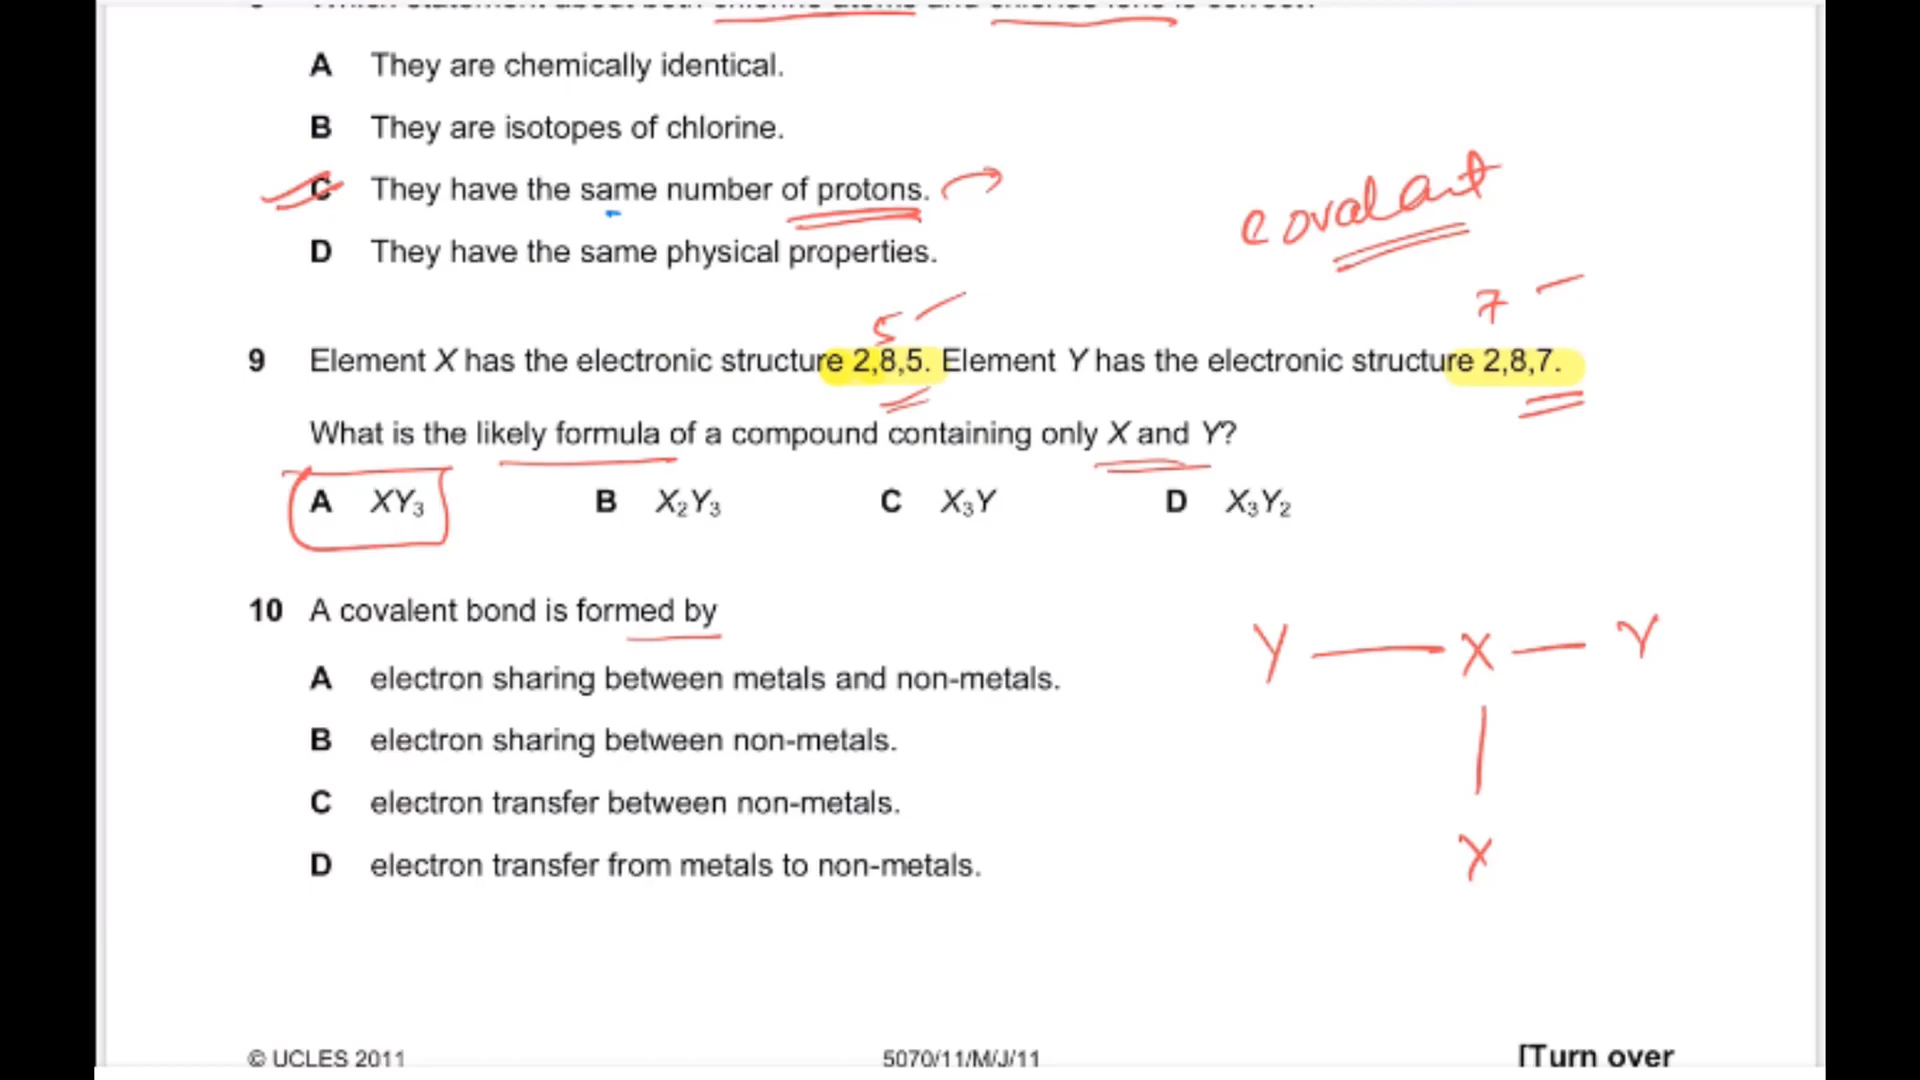 A They are chemically identical.
B They are isotopes of chlorine.
C They have the same number of protons.
covalant
D They have the same physical properties.
5
7
9 Element X has the electronic structure 2,8,5. Element Y has the electronic structure 2,8,7.
What is the likely formula of a compound containing only X and Y?
A XY₃ B X₂Y₃ C X₃Y D X₃Y₂
10 A covalent bond is formed by
Y — X — Y
A electron sharing between metals and non-metals.
B electron sharing between non-metals.
C electron transfer between non-metals.
D electron transfer from metals to non-metals.
© UCLES 2011 5070/11/M/J/11 [Turn over